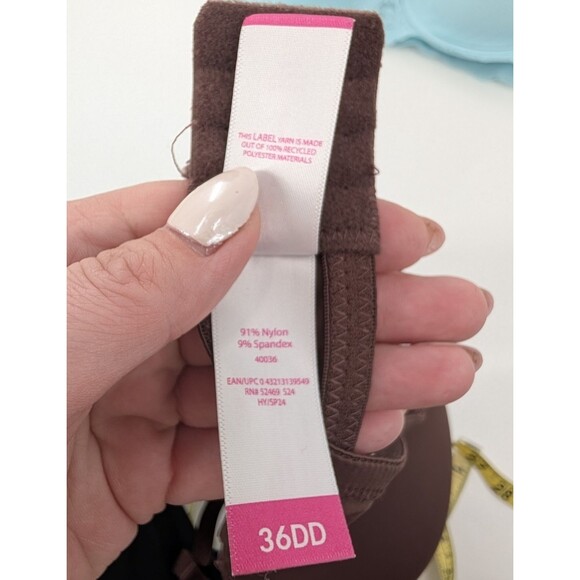 THIS LABEL YARN IS MADE
OUT OF 100% RECYCLED
POLYESTER MATERIALS
91% Nylon
9% Spandex
40036
EAN/UPC 0 43213139549
RN# 52469 S24
HY/SP24
36DD